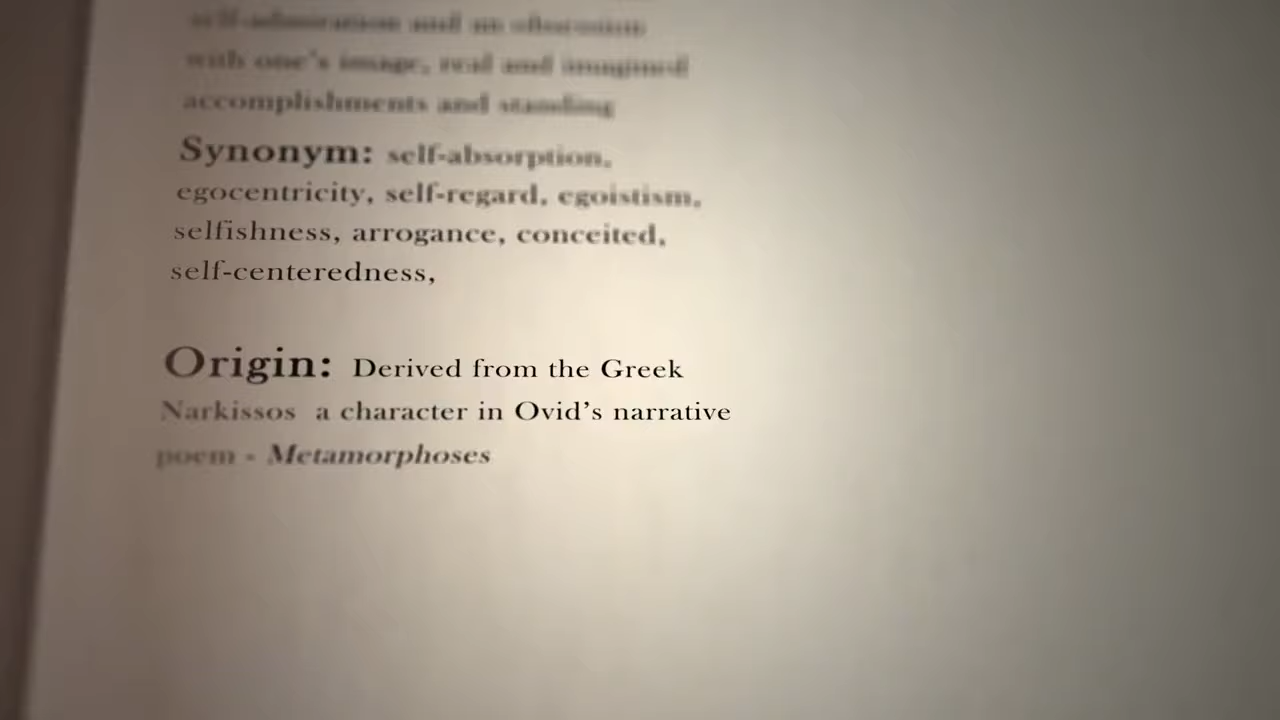 self-admiration and an obsession
with one's image, real and imagined
accomplishments and standing
Synonym: self-absorption,
egocentricity, self-regard, egoistism,
selfishness, arrogance, conceited,
self-centeredness,
Origin: Derived from the Greek
Narkissos a character in Ovid's narrative
poem - Metamorphoses